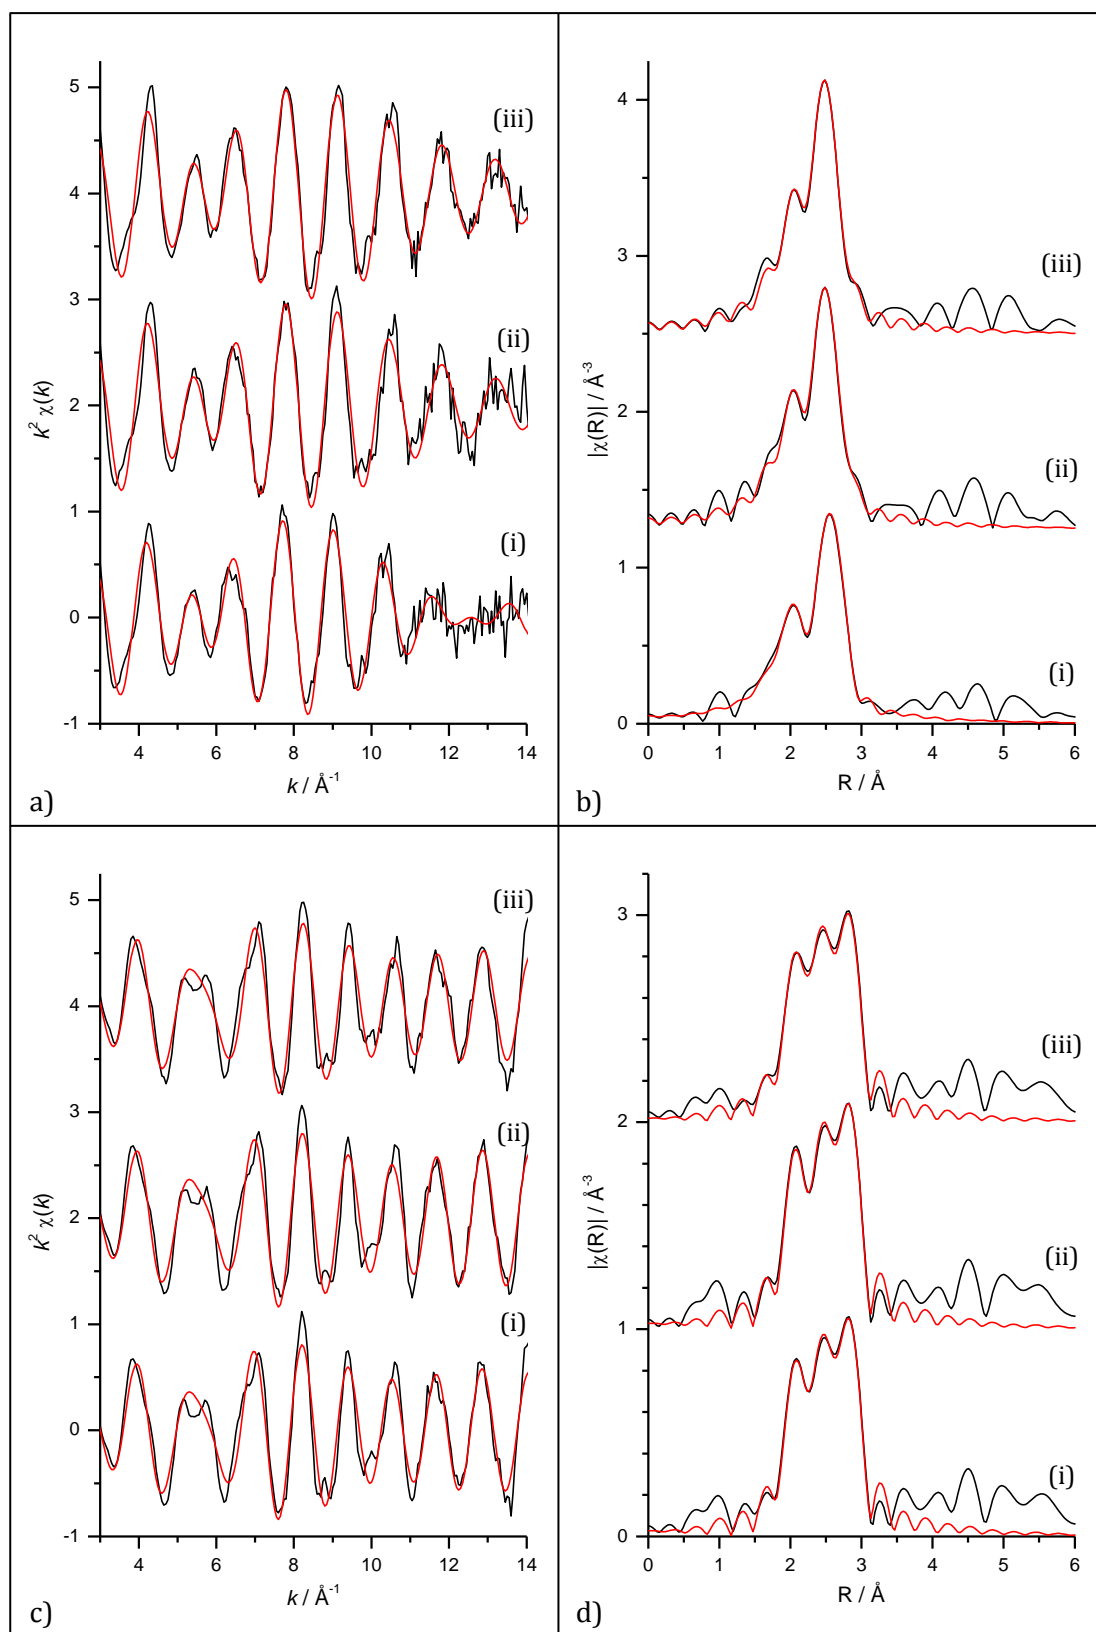 5
4
3
2
1
0
-1
k² χ(k)
(iii)
(ii)
(i)
4 6 8 10 12 14
k / Å⁻¹
a)
4
3
2
1
0
|χ(R)| / Å⁻³
(iii)
(ii)
(i)
0 1 2 3 4 5 6
R / Å
b)
5
4
3
2
1
0
-1
k² χ(k)
(iii)
(ii)
(i)
4 6 8 10 12 14
k / Å⁻¹
c)
3
2
1
0
|χ(R)| / Å⁻³
(iii)
(ii)
(i)
0 1 2 3 4 5 6
R / Å
d)